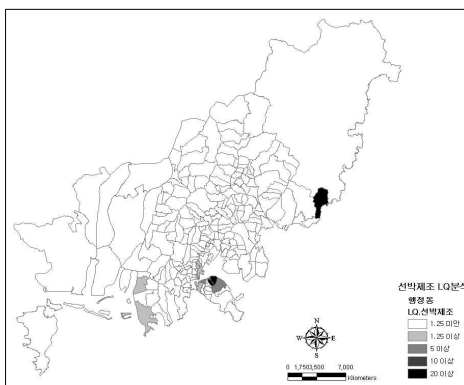 선박제조 LQ분석
행정동
LQ.선박제조
1.25 미만
1.25 이상
5 이상
10 이상
20 이상
N
W E
S
0 1,750 3,500 7,000
Kilometers